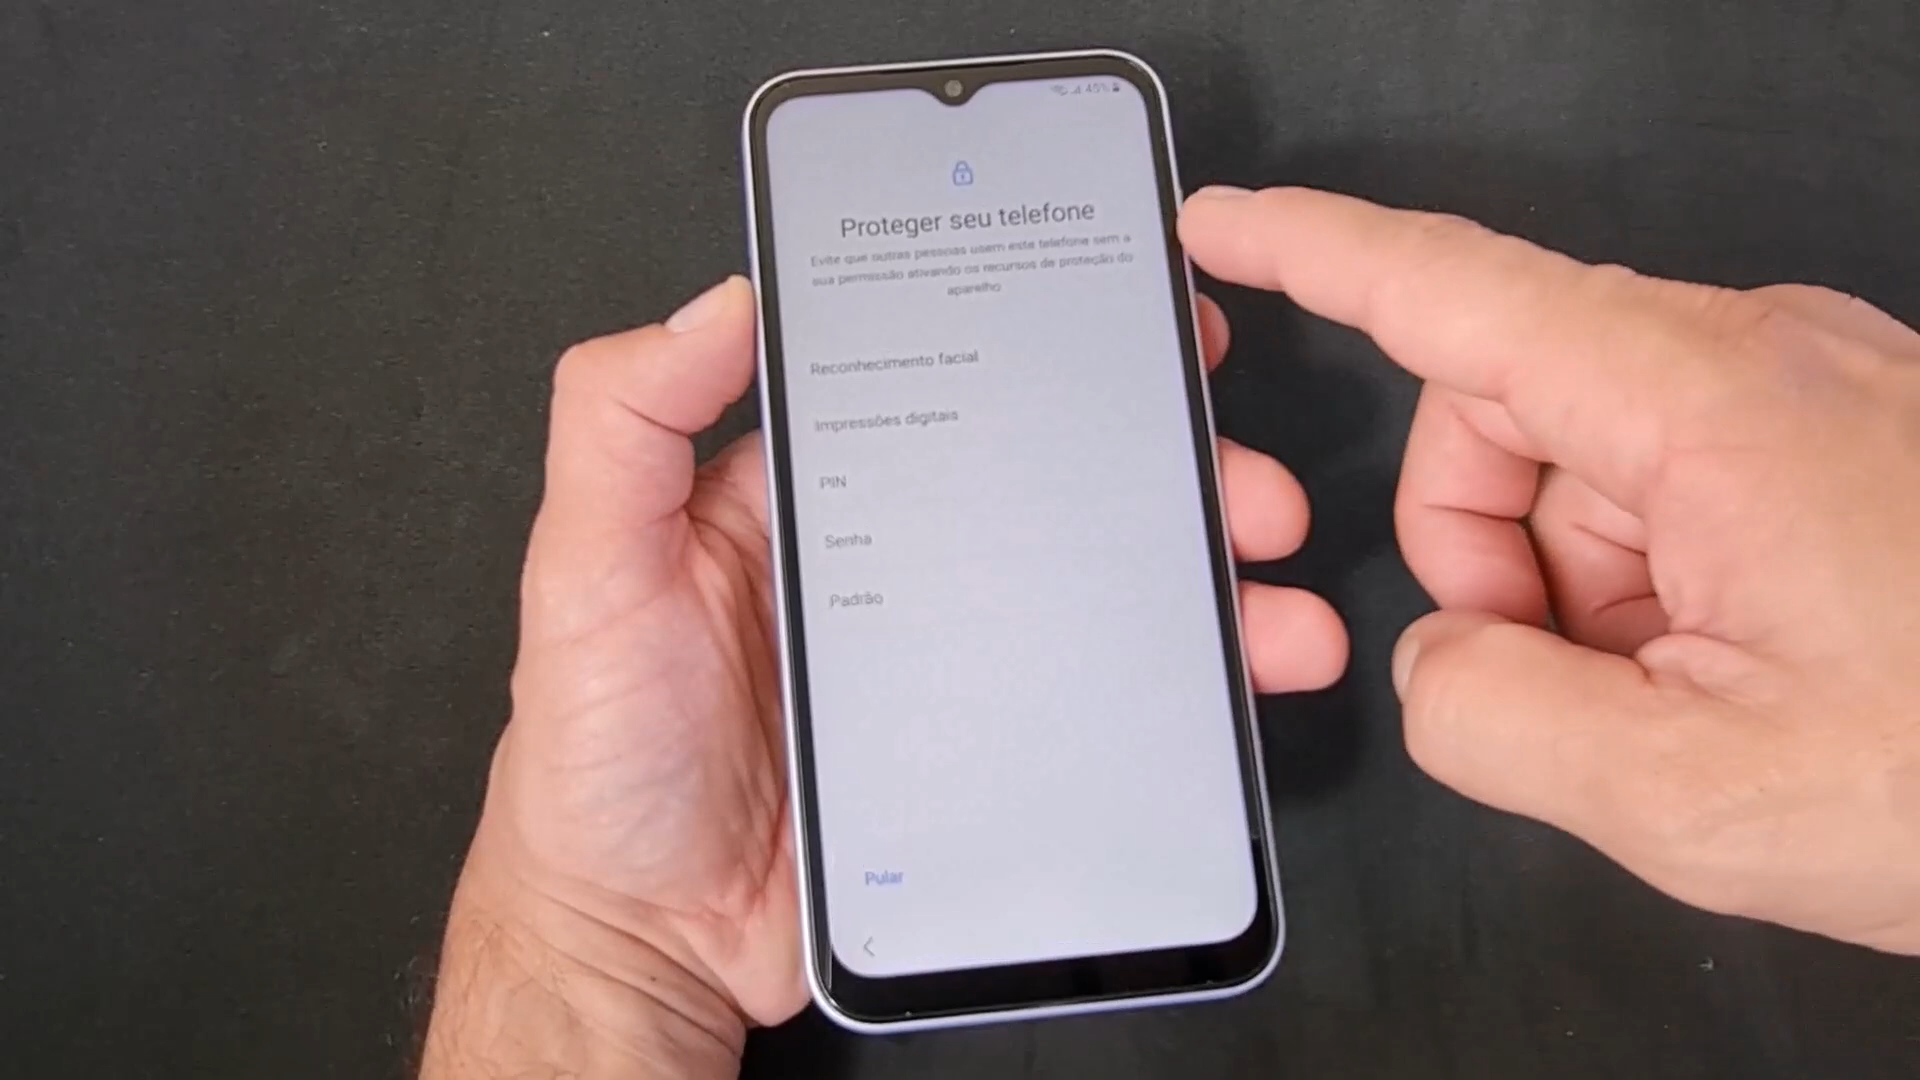 45%
Proteger seu telefone
Evite que outras pessoas usem este telefone sem a
sua permissão ativando os recursos de proteção do
aparelho
Reconhecimento facial
Impressões digitais
PIN
Senha
Padrão
Pular